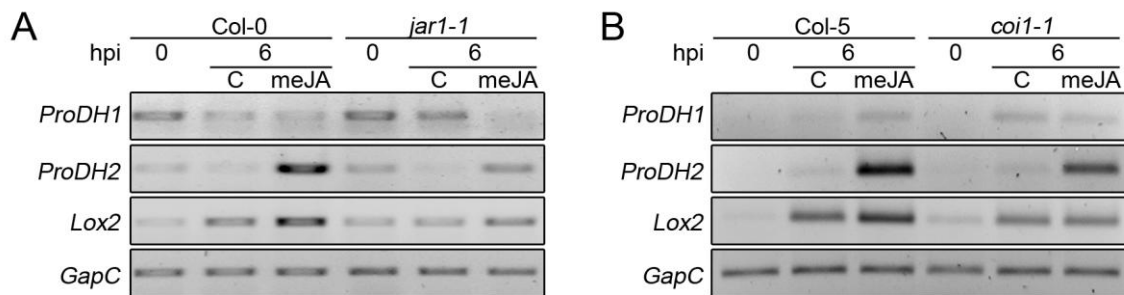 A
Col-0 jar1-1
hpi 0 6 0 6
C meJA C meJA
ProDH1
ProDH2
Lox2
GapC
B
Col-5 coi1-1
hpi 0 6 0 6
C meJA C meJA
ProDH1
ProDH2
Lox2
GapC